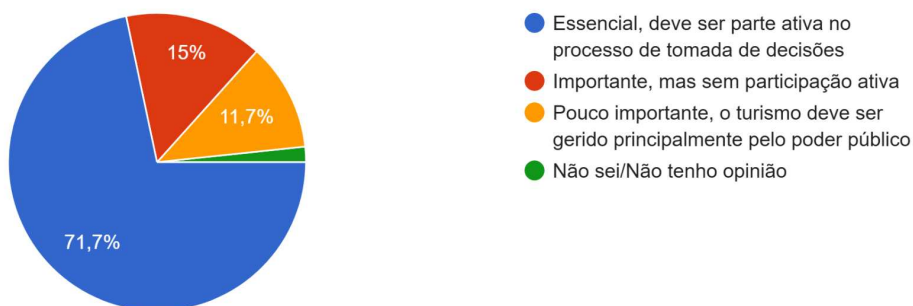 15%
11,7%
71,7%
Essencial, deve ser parte ativa no
processo de tomada de decisões
Importante, mas sem participação ativa
Pouco importante, o turismo deve ser
gerido principalmente pelo poder público
Não sei/Não tenho opinião